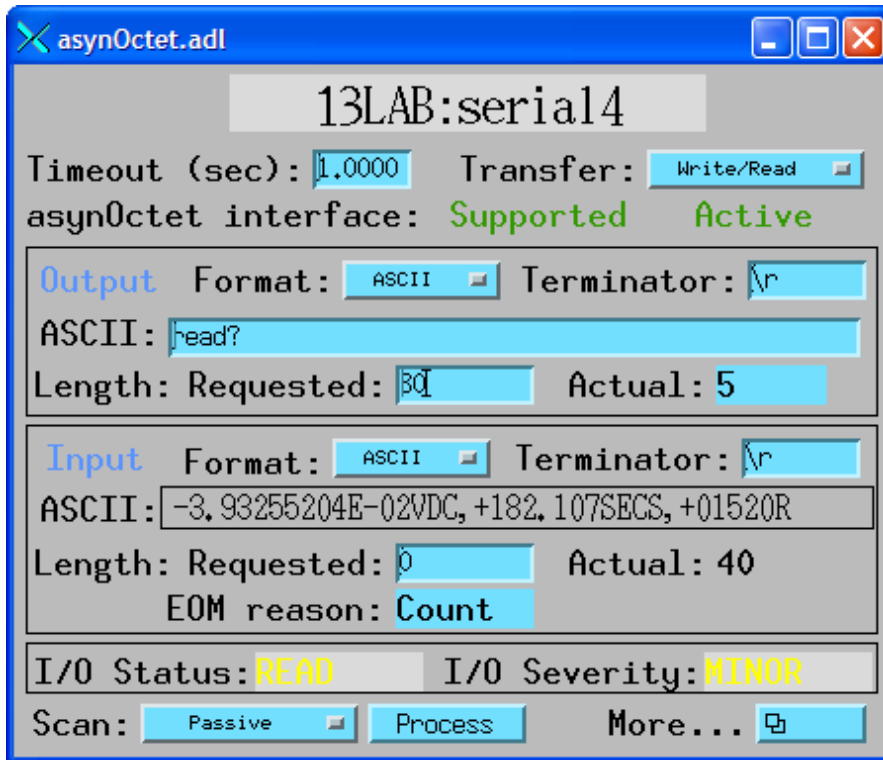 asynOctet.adl
13LAB:serial4
Timeout (sec): 1.0000 Transfer: Write/Read
asynOctet interface: Supported Active
Output Format: ASCII Terminator: \r
ASCII: read?
Length: Requested: 80 Actual: 5
Input Format: ASCII Terminator: \r
ASCII: -3.93255204E-02VDC,+182.107SECS,+01520R
Length: Requested: 0 Actual: 40
EOM reason: Count
I/O Status: READ I/O Severity: MINOR
Scan: Passive Process More...